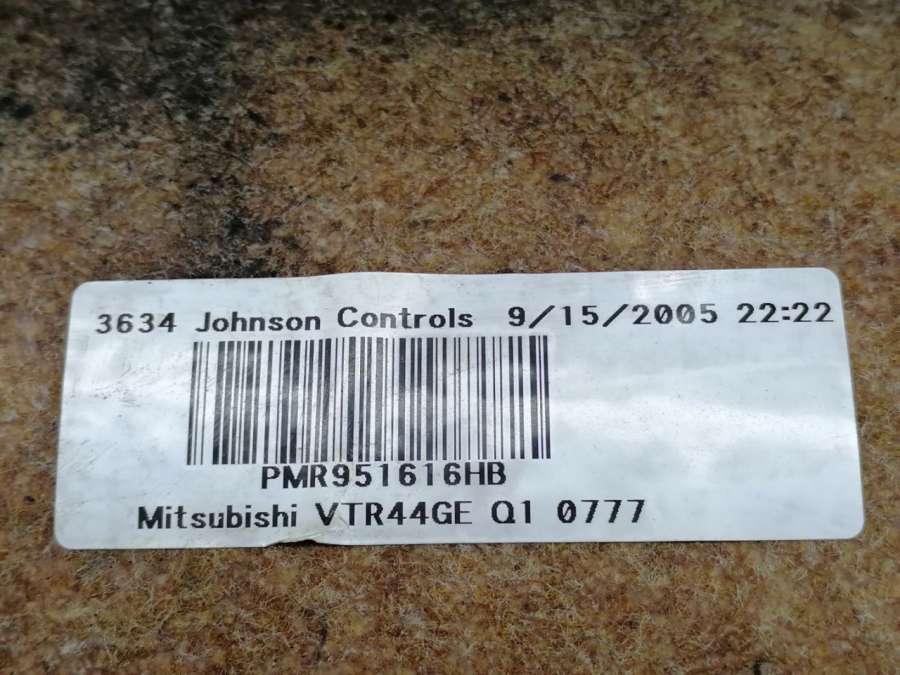 3634 Johnson Controls 9/15/2005 22:22
PMR951616HB
Mitsubishi VTR44GE Q1 0777